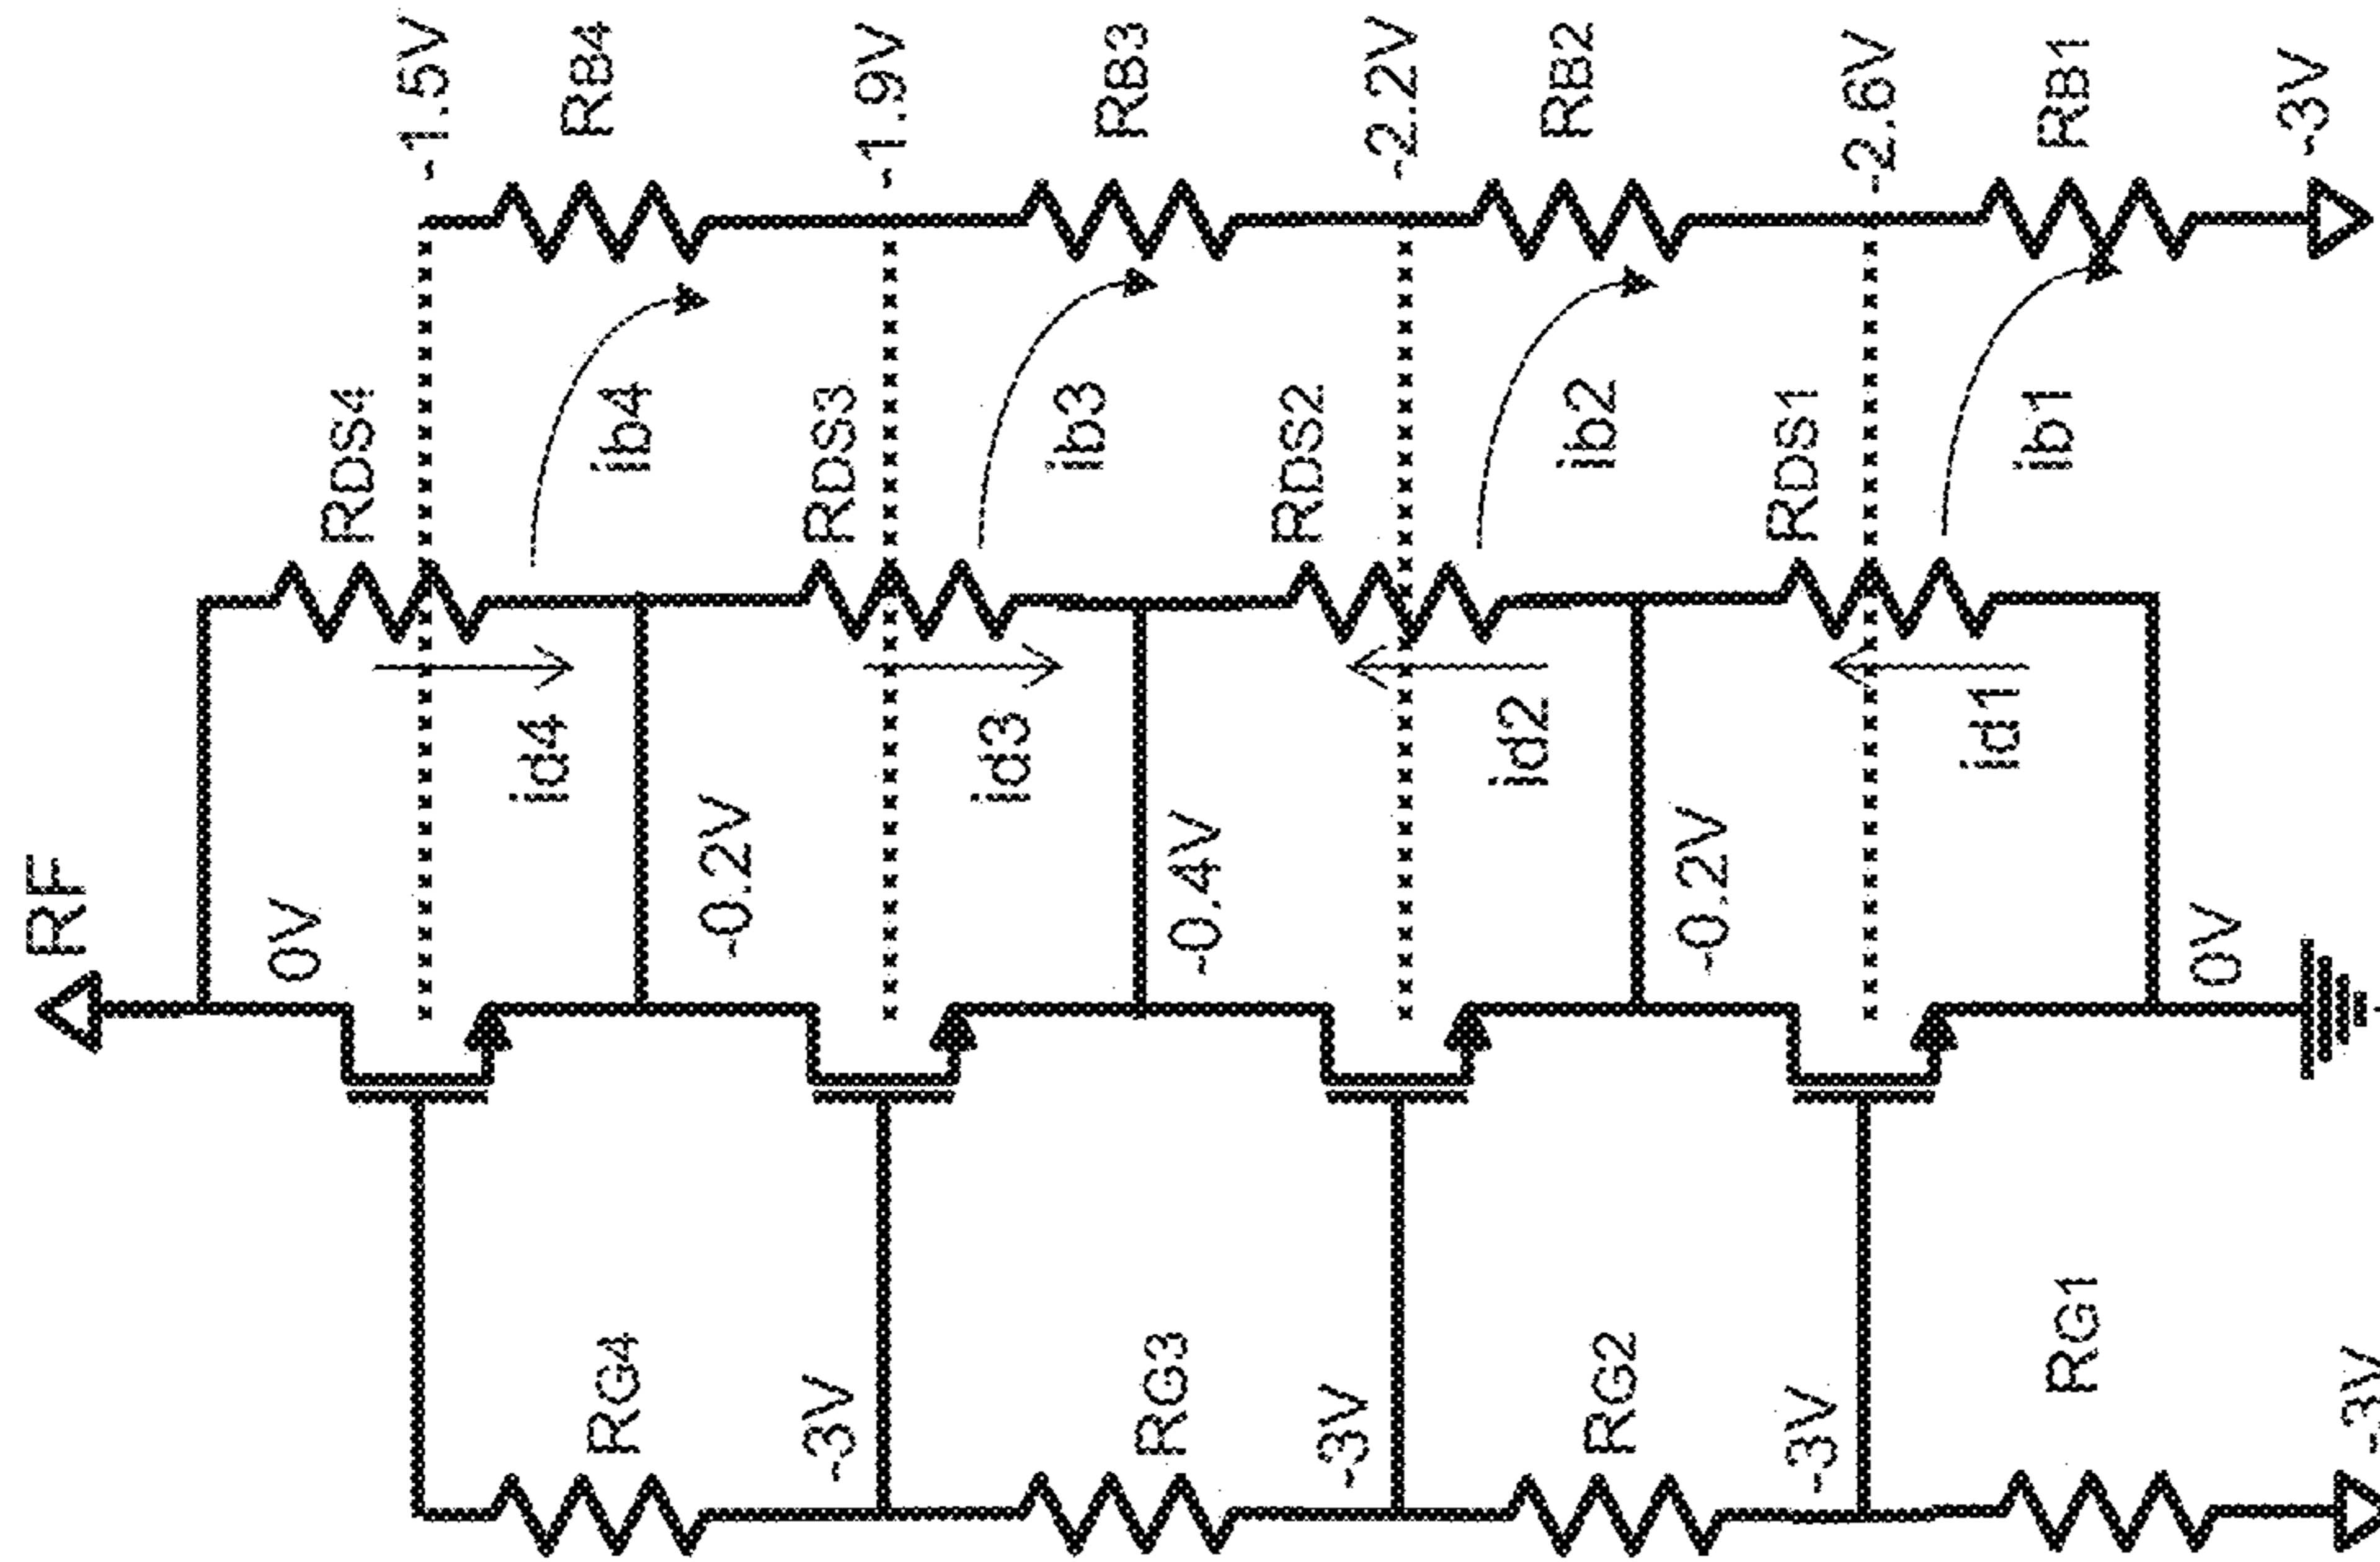 RF
0V
RDS4
-1.5V
id4
ib4
RB4
RG4
-0.2V
RDS3
-1.9V
-3V
id3
ib3
RB3
RG3
-0.4V
RDS2
-2.2V
-3V
id2
ib2
RB2
RG2
-0.2V
RDS1
-2.6V
-3V
id1
ib1
RB1
RG1
0V
-3V
-3V